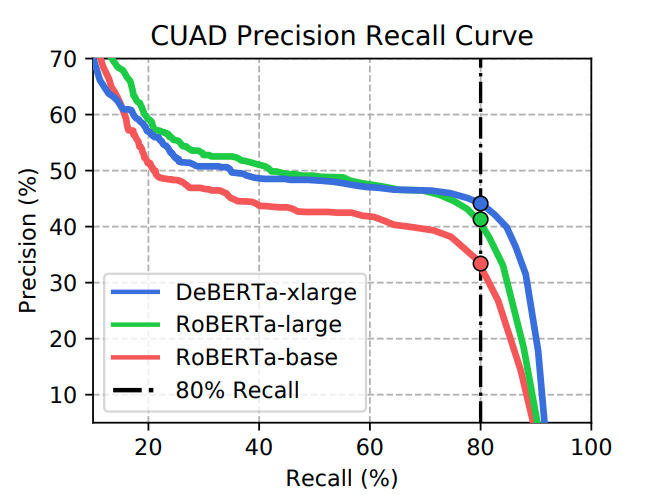 CUAD Precision Recall Curve
70
60
50
40
30
20
10
Precision (%)
DeBERTa-xlarge
RoBERTa-large
RoBERTa-base
80% Recall
20 40 60 80 100
Recall (%)